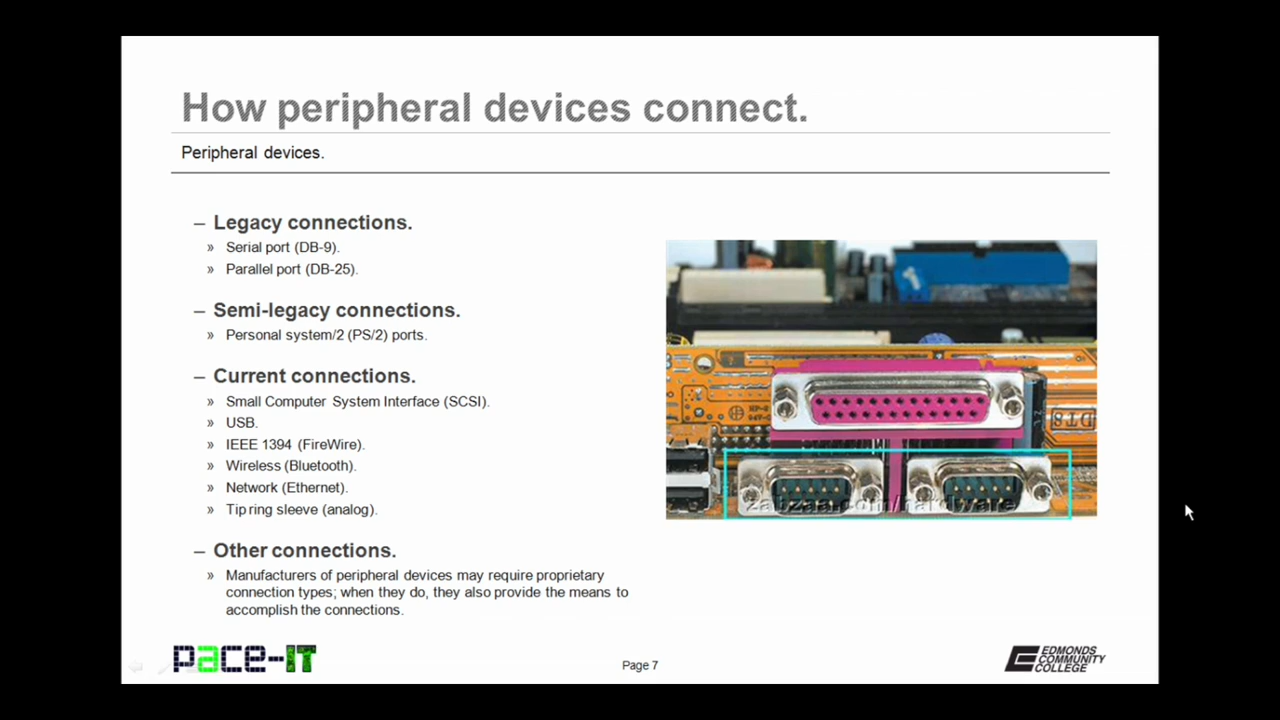 How peripheral devices connect.
Peripheral devices.
– Legacy connections.
» Serial port (DB-9).
» Parallel port (DB-25).
– Semi-legacy connections.
» Personal system/2 (PS/2) ports.
– Current connections.
» Small Computer System Interface (SCSI).
» USB.
» IEEE 1394 (FireWire).
» Wireless (Bluetooth).
» Network (Ethernet).
» Tip ring sleeve (analog).
– Other connections.
» Manufacturers of peripheral devices may require proprietary
connection types; when they do, they also provide the means to
accomplish the connections.
zabzaa.com/hardware
pace-IT
Page 7
EDMONDS
COMMUNITY
COLLEGE